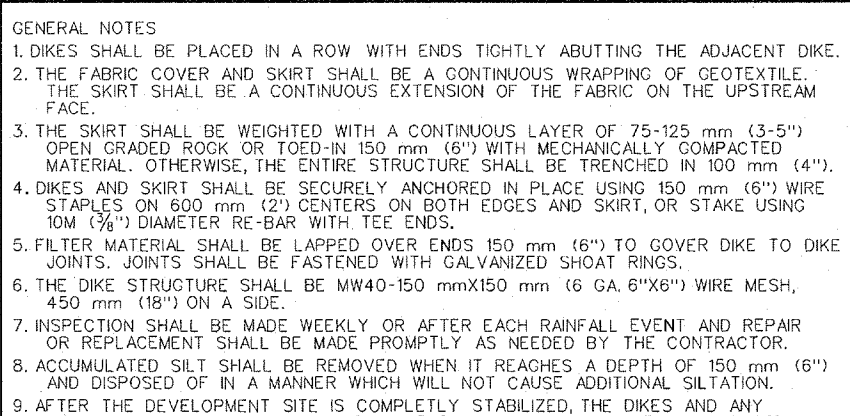 GENERAL NOTES
1. DIKES SHALL BE PLACED IN A ROW WITH ENDS TIGHTLY ABUTTING THE ADJACENT DIKE.
2. THE FABRIC COVER AND SKIRT SHALL BE A CONTINUOUS WRAPPING OF GEOTEXTILE.
THE SKIRT SHALL BE A CONTINUOUS EXTENSION OF THE FABRIC ON THE UPSTREAM
FACE.
3. THE SKIRT SHALL BE WEIGHTED WITH A CONTINUOUS LAYER OF 75-125 mm (3-5")
OPEN GRADED ROCK OR TOED-IN 150 mm (6") WITH MECHANICALLY COMPACTED
MATERIAL. OTHERWISE, THE ENTIRE STRUCTURE SHALL BE TRENCHED IN 100 mm (4").
4. DIKES AND SKIRT SHALL BE SECURELY ANCHORED IN PLACE USING 150 mm (6") WIRE
STAPLES ON 600 mm (2') CENTERS ON BOTH EDGES AND SKIRT, OR STAKE USING
10M (3/8") DIAMETER RE-BAR WITH TEE ENDS.
5. FILTER MATERIAL SHALL BE LAPPED OVER ENDS 150 mm (6") TO COVER DIKE TO DIKE
JOINTS. JOINTS SHALL BE FASTENED WITH GALVANIZED SHOAT RINGS.
6. THE DIKE STRUCTURE SHALL BE MW40-150 mmX150 mm (6 GA. 6"X6") WIRE MESH,
450 mm (18") ON A SIDE.
7. INSPECTION SHALL BE MADE WEEKLY OR AFTER EACH RAINFALL EVENT AND REPAIR
OR REPLACEMENT SHALL BE MADE PROMPTLY AS NEEDED BY THE CONTRACTOR.
8. ACCUMULATED SILT SHALL BE REMOVED WHEN IT REACHES A DEPTH OF 150 mm (6")
AND DISPOSED OF IN A MANNER WHICH WILL NOT CAUSE ADDITIONAL SILTATION.
9. AFTER THE DEVELOPMENT SITE IS COMPLETLY STABILIZED, THE DIKES AND ANY